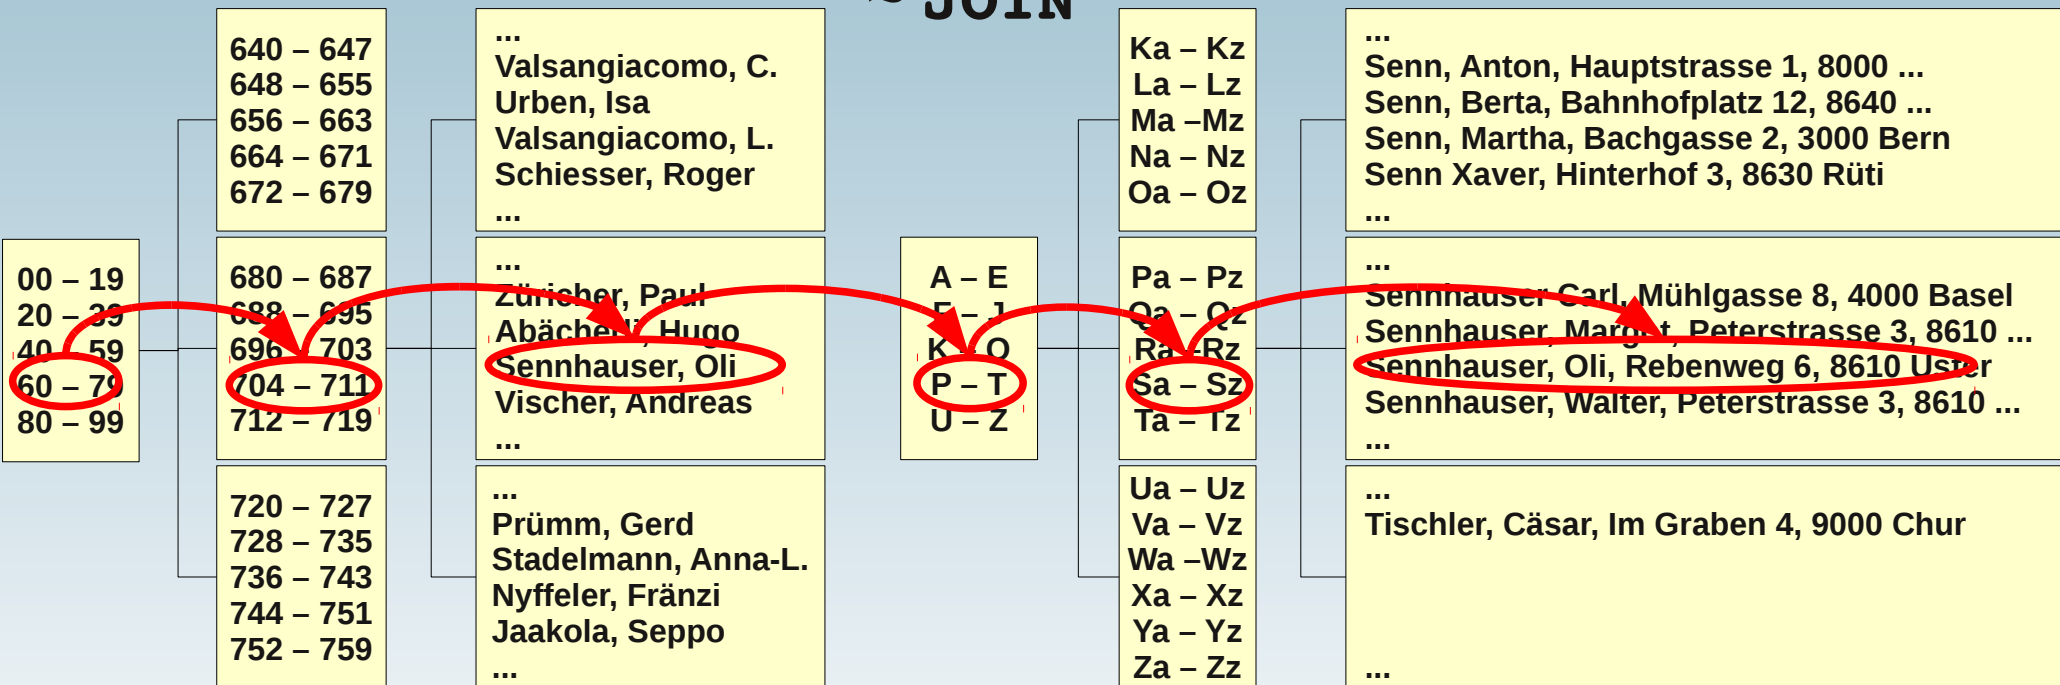 ~ JOIN
00 – 19
20 – 39
40 – 59
60 – 79
80 – 99
640 – 647
648 – 655
656 – 663
664 – 671
672 – 679
680 – 687
688 – 695
696 – 703
704 – 711
712 – 719
720 – 727
728 – 735
736 – 743
744 – 751
752 – 759
...
Valsangiacomo, C.
Urben, Isa
Valsangiacomo, L.
Schiesser, Roger
...
...
Züricher, Paul
Abächerli, Hugo
Sennhauser, Oli
Vischer, Andreas
...
...
Prümm, Gerd
Stadelmann, Anna-L.
Nyffeler, Fränzi
Jaakola, Seppo
...
A – E
F – J
K – O
P – T
U – Z
Ka – Kz
La – Lz
Ma –Mz
Na – Nz
Oa – Oz
Pa – Pz
Qa – Qz
Ra –Rz
Sa – Sz
Ta – Tz
Ua – Uz
Va – Vz
Wa –Wz
Xa – Xz
Ya – Yz
Za – Zz
...
Senn, Anton, Hauptstrasse 1, 8000 ...
Senn, Berta, Bahnhofplatz 12, 8640 ...
Senn, Martha, Bachgasse 2, 3000 Bern
Senn Xaver, Hinterhof 3, 8630 Rüti
...
...
Sennhauser Carl, Mühlgasse 8, 4000 Basel
Sennhauser, Margrit, Peterstrasse 3, 8610 ...
Sennhauser, Oli, Rebenweg 6, 8610 Uster
Sennhauser, Walter, Peterstrasse 3, 8610 ...
...
...
Tischler, Cäsar, Im Graben 4, 9000 Chur
...